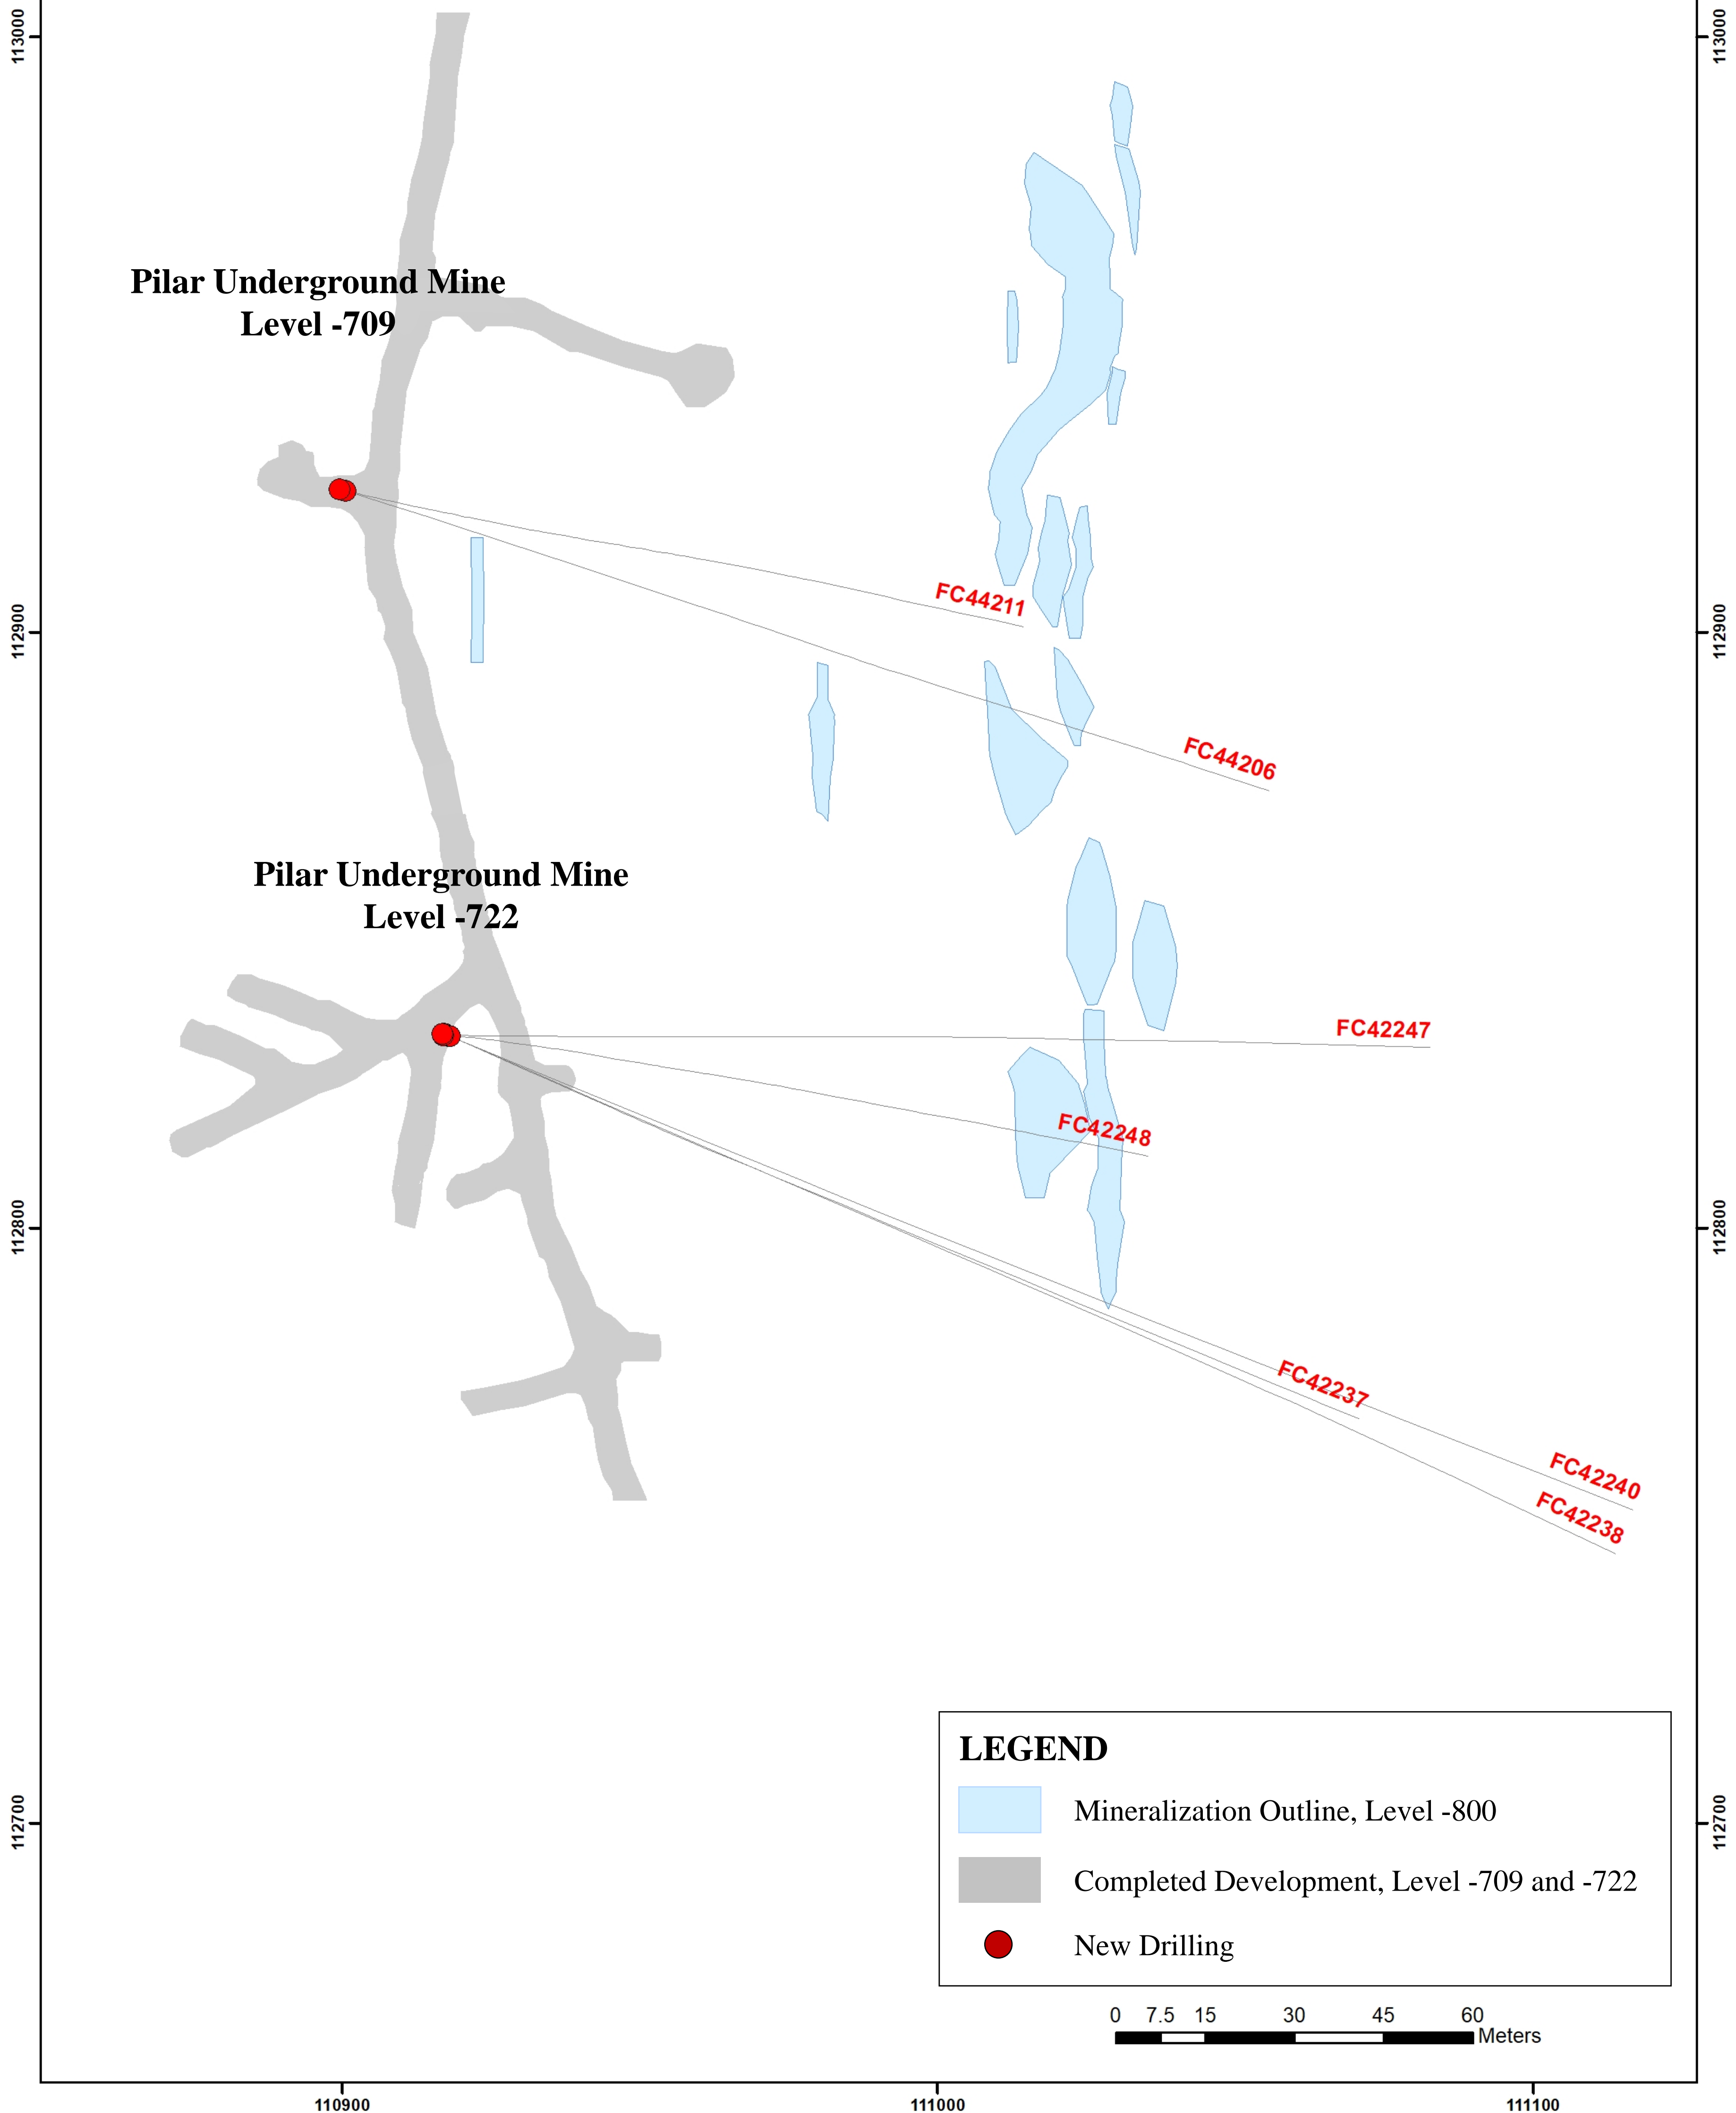 113000
113000
Pilar Underground Mine
Level -709
FC44211
112900
112900
FC44206
Pilar Underground Mine
Level -722
FC42247
FC42248
112800
112800
FC42237
FC42240
FC42238
LEGEND
Mineralization Outline, Level -800
112700
112700
Completed Development, Level -709 and -722
New Drilling
0 7.5 15 30 45 60
Meters
110900 111000 111100